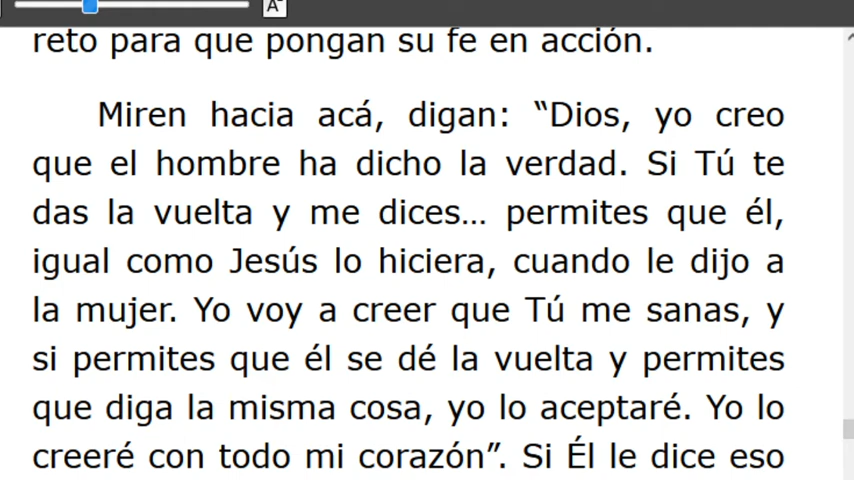 A
reto para que pongan su fe en acción.
Miren hacia acá, digan: “Dios, yo creo
que el hombre ha dicho la verdad. Si Tú te
das la vuelta y me dices... permites que él,
igual como Jesús lo hiciera, cuando le dijo a
la mujer. Yo voy a creer que Tú me sanas, y
si permites que él se dé la vuelta y permites
que diga la misma cosa, yo lo aceptaré. Yo lo
creeré con todo mi corazón”. Si Él le dice eso